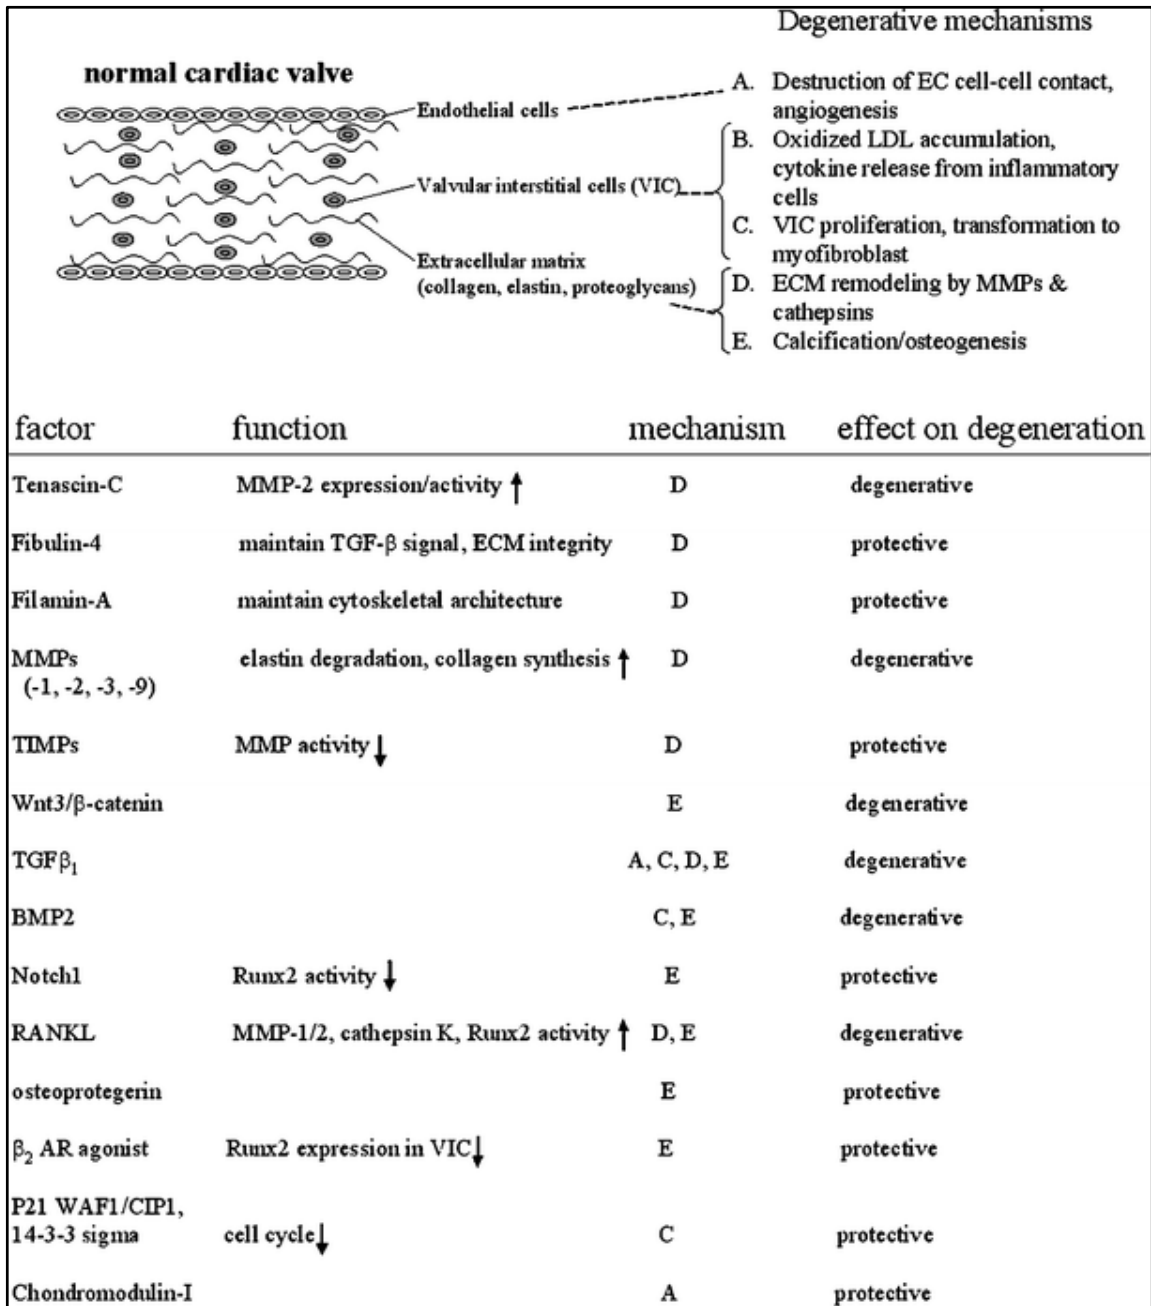 Degenerative mechanisms
normal cardiac valve
Endothelial cells
Valvular interstitial cells (VIC)
Extracellular matrix
(collagen, elastin, proteoglycans)
A. Destruction of EC cell-cell contact,
angiogenesis
B. Oxidized LDL accumulation,
cytokine release from inflammatory
cells
C. VIC proliferation, transformation to
myofibroblast
D. ECM remodeling by MMPs &
cathepsins
E. Calcification/osteogenesis
factor function mechanism effect on degeneration
Tenascin-C MMP-2 expression/activity ↑ D degenerative
Fibulin-4 maintain TGF-β signal, ECM integrity D protective
Filamin-A maintain cytoskeletal architecture D protective
MMPs elastin degradation, collagen synthesis ↑ D degenerative
(-1, -2, -3, -9)
TIMPs MMP activity ↓ D protective
Wnt3/β-catenin E degenerative
TGFβ₁ A, C, D, E degenerative
BMP2 C, E degenerative
Notch1 Runx2 activity ↓ E protective
RANKL MMP-1/2, cathepsin K, Runx2 activity ↑ D, E degenerative
osteoprotegerin E protective
β₂ AR agonist Runx2 expression in VIC ↓ E protective
P21 WAF1/CIP1,
14-3-3 sigma cell cycle ↓ C protective
Chondromodulin-I A protective